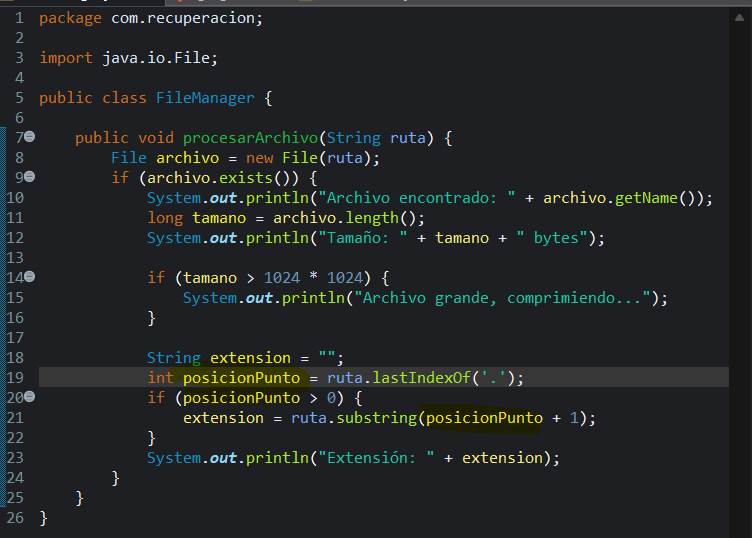 1 package com.recuperacion;
2
3 import java.io.File;
4
5 public class FileManager {
6
7 public void procesarArchivo(String ruta) {
8 File archivo = new File(ruta);
9 if (archivo.exists()) {
10 System.out.println("Archivo encontrado: " + archivo.getName());
11 long tamano = archivo.length();
12 System.out.println("Tamaño: " + tamano + " bytes");
13
14 if (tamano > 1024 * 1024) {
15 System.out.println("Archivo grande, comprimiendo...");
16 }
17
18 String extension = "";
19 int posicionPunto = ruta.lastIndexOf('.');
20 if (posicionPunto > 0) {
21 extension = ruta.substring(posicionPunto + 1);
22 }
23 System.out.println("Extensión: " + extension);
24 }
25 }
26 }